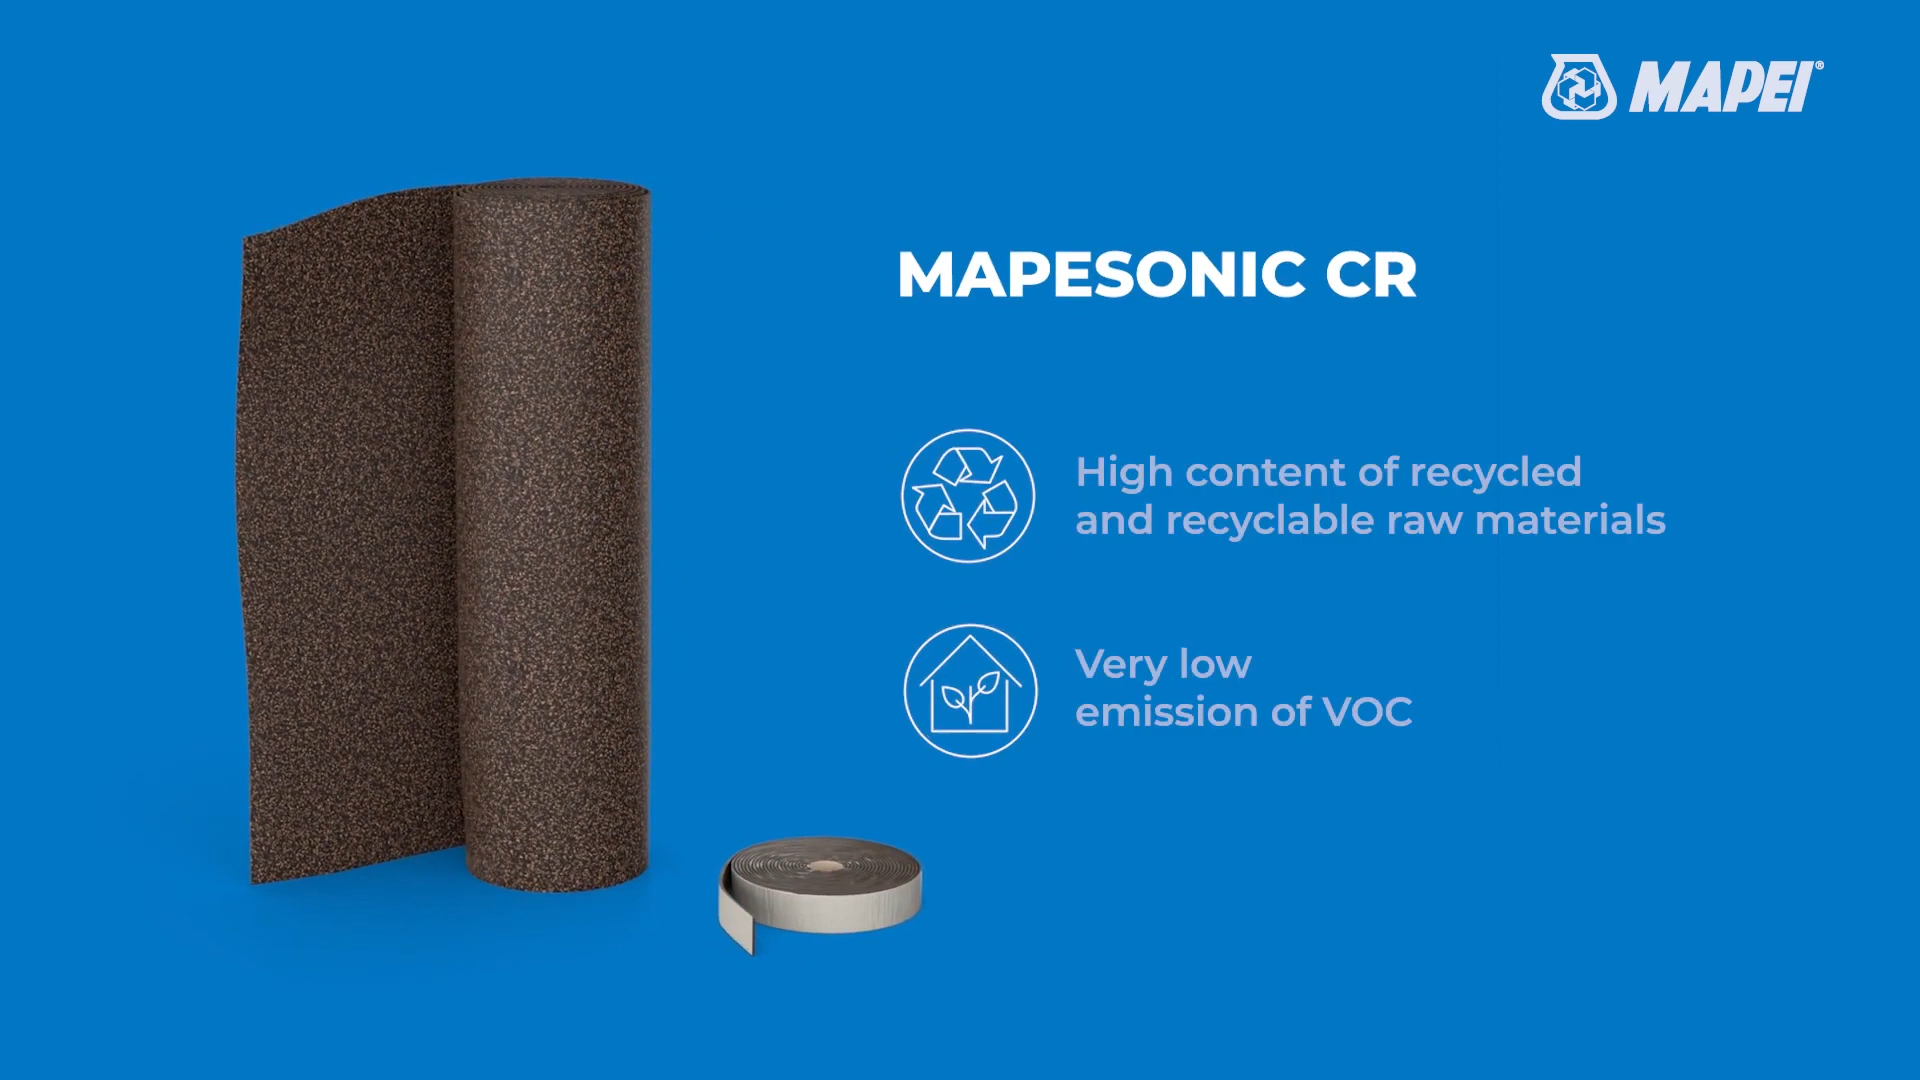 MAPEI®
MAPESONIC CR
High content of recycled
and recyclable raw materials
Very low
emission of VOC